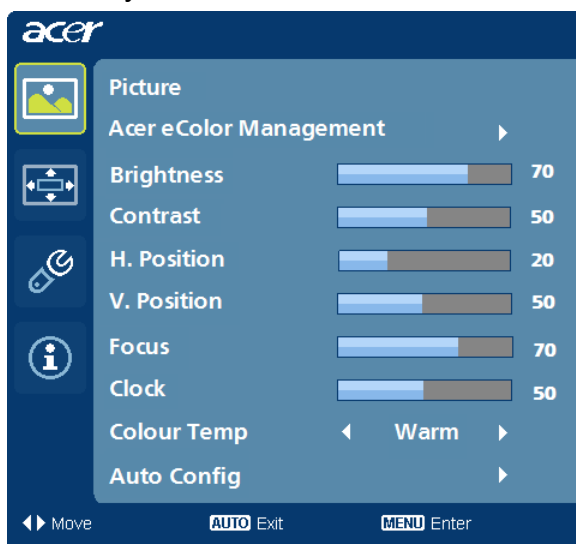 acer
Picture
Acer eColor Management
Brightness 70
Contrast 50
H. Position 20
V. Position 50
Focus 70
Clock 50
Colour Temp Warm
Auto Config
Move AUTO Exit MENU Enter